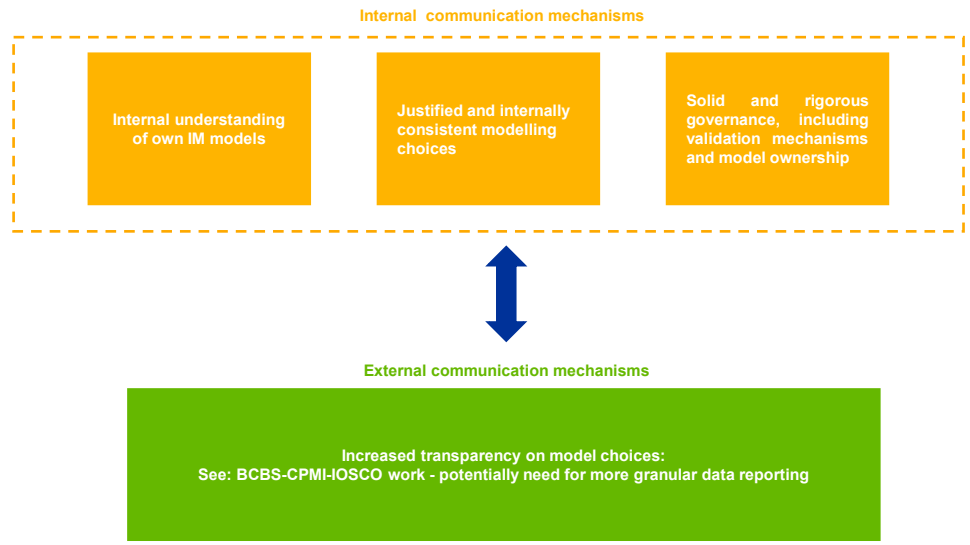 Internal communication mechanisms
Internal understanding
of own IM models
Justified and internally
consistent modelling
choices
Solid and rigorous
governance, including
validation mechanisms
and model ownership
External communication mechanisms
Increased transparency on model choices:
See: BCBS-CPMI-IOSCO work - potentially need for more granular data reporting